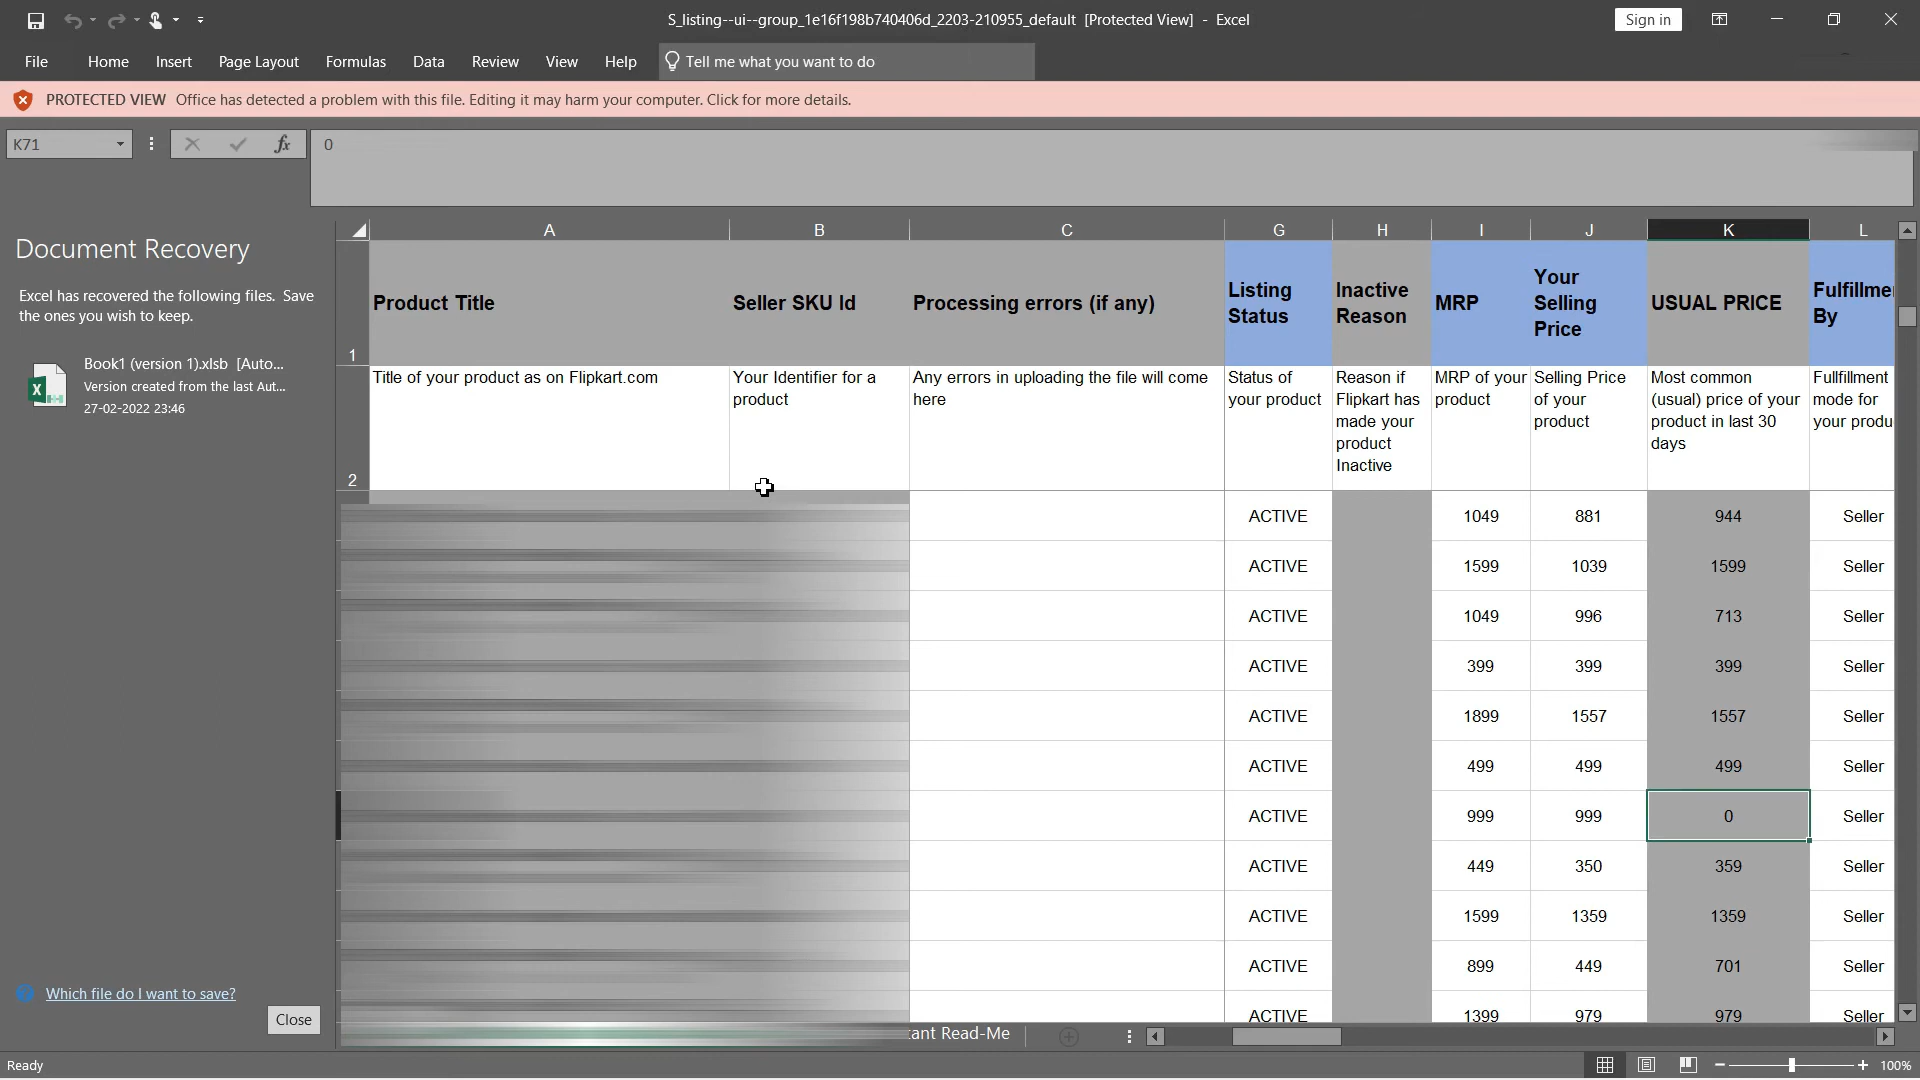 S_listing--ui--group_1e16f198b740406d_2203-210955_default [Protected View] - Excel
Sign in
File Home Insert Page Layout Formulas Data Review View Help Tell me what you want to do
PROTECTED VIEW Office has detected a problem with this file. Editing it may harm your computer. Click for more details.
K71 fx 0
Document Recovery
Excel has recovered the following files. Save
the ones you wish to keep.
Book1 (version 1).xlsb [Auto...
Version created from the last Aut...
27-02-2022 23:46
Which file do I want to save?
Close
A B C G H I J K L
1
Product Title
Seller SKU Id
Processing errors (if any)
Listing
Status
Inactive
Reason
MRP
Your
Selling
Price
USUAL PRICE
Fulfillme
By
2
Title of your product as on Flipkart.com
Your Identifier for a
product
Any errors in uploading the file will come
here
Status of
your product
Reason if
Flipkart has
made your
product
Inactive
MRP of your
product
Selling Price
of your
product
Most common
(usual) price of your
product in last 30
days
Fullfillment
mode for
your produ
ACTIVE 1049 881 944 Seller
ACTIVE 1599 1039 1599 Seller
ACTIVE 1049 996 713 Seller
ACTIVE 399 399 399 Seller
ACTIVE 1899 1557 1557 Seller
ACTIVE 499 499 499 Seller
ACTIVE 999 999 0 Seller
ACTIVE 449 350 359 Seller
ACTIVE 1599 1359 1359 Seller
ACTIVE 899 449 701 Seller
ACTIVE 1399 979 979 Seller
tant Read-Me
Ready
100%